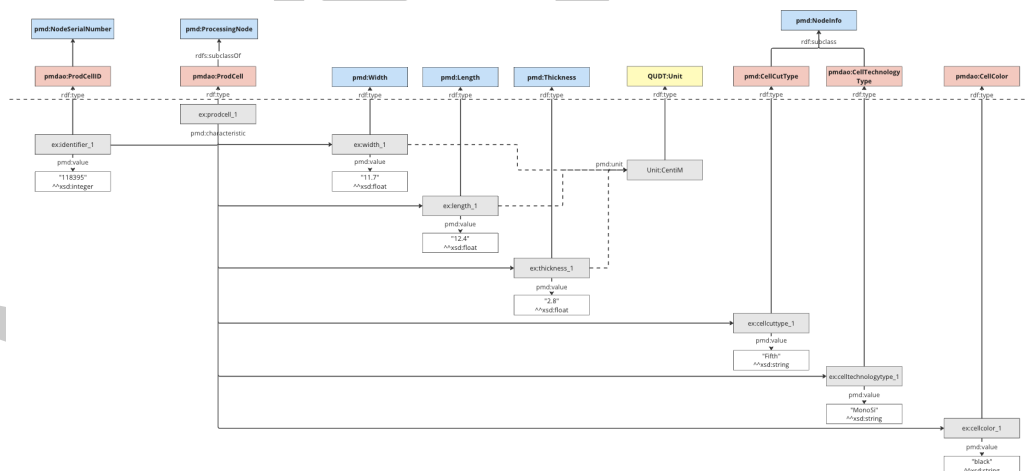 pmd:NodeInfo
pmd:NodeSerialNumber
pmd:ProcessingNode
rdf:subclass
rdfs:subclassOf
pmdao:ProdCellID
pmdao:ProdCell
pmd:Width
pmd:Length
pmd:Thickness
QUDT:Unit
pmd:CellCutType
pmdao:CellTechnology
Type
pmdao:CellColor
rdf:type
rdf:type
rdf:type
rdf:type
rdf:type
rdf:type
rdf:type
rdf:type
rdf:type
ex:prodcell_1
pmd:characteristic
ex:identifier_1
ex:width_1
pmd:value
pmd:value
pmd:unit
Unit:CentiM
"118395"
^^xsd:integer
"11.7"
^^xsd:float
ex:length_1
pmd:value
"12.4"
^^xsd:float
ex:thickness_1
pmd:value
"2.8"
^^xsd:float
ex:cellcuttype_1
pmd:value
"Fifth"
^^xsd:string
ex:celltechnologytype_1
pmd:value
"MonoSi"
^^xsd:string
ex:cellcolor_1
pmd:value
"black"
^^xsd:string